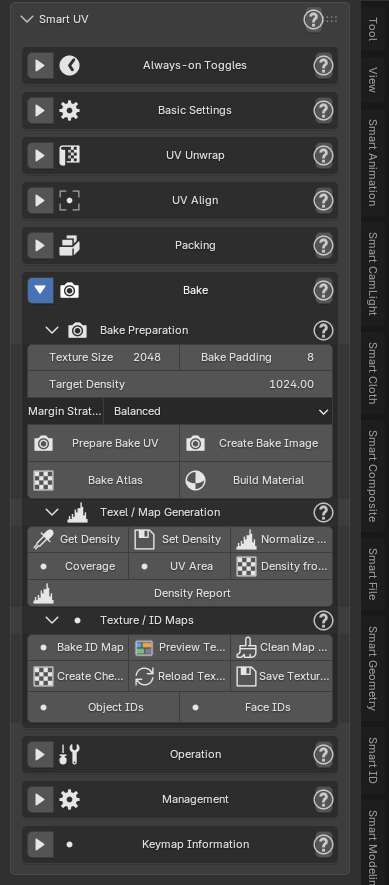 Smart UV
Always-on Toggles
Basic Settings
UV Unwrap
UV Align
Packing
Bake
Bake Preparation
Texture Size 2048 Bake Padding 8
Target Density 1024.00
Margin Strat... Balanced
Prepare Bake UV Create Bake Image
Bake Atlas Build Material
Texel / Map Generation
Get Density Set Density Normalize ...
Coverage UV Area Density fro...
Density Report
Texture / ID Maps
Bake ID Map Preview Te... Clean Map ...
Create Che... Reload Tex... Save Textur...
Object IDs Face IDs
Operation
Management
Keymap Information
Tool
View
Smart Animation
Smart CamLight
Smart Cloth
Smart Composite
Smart File
Smart Geometry
Smart ID
Smart Modelin